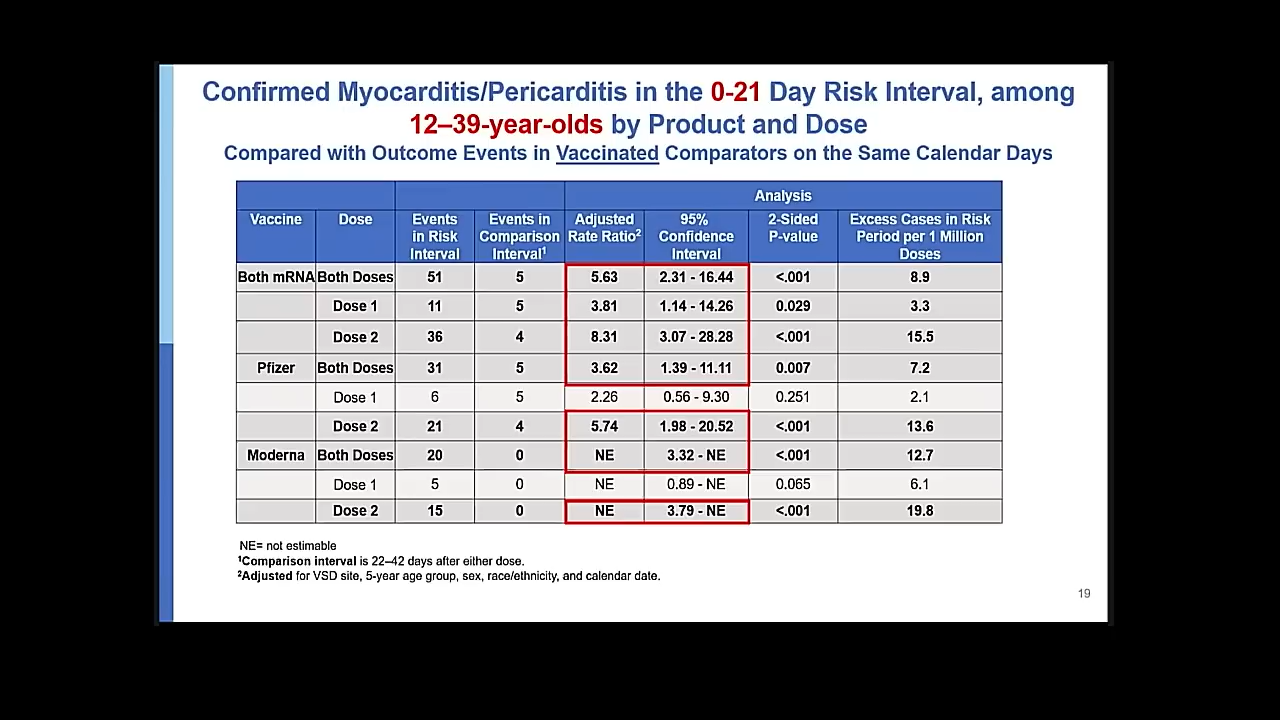 Confirmed Myocarditis/Pericarditis in the 0-21 Day Risk Interval, among
12–39-year-olds by Product and Dose
Compared with Outcome Events in Vaccinated Comparators on the Same Calendar Days
Analysis
Vaccine Dose Events in Risk Interval Events in Comparison Interval¹ Adjusted Rate Ratio² 95% Confidence Interval 2-Sided P-value Excess Cases in Risk Period per 1 Million Doses
Both mRNA Both Doses 51 5 5.63 2.31 - 16.44 <.001 8.9
Dose 1 11 5 3.81 1.14 - 14.26 0.029 3.3
Dose 2 36 4 8.31 3.07 - 28.28 <.001 15.5
Pfizer Both Doses 31 5 3.62 1.39 - 11.11 0.007 7.2
Dose 1 6 5 2.26 0.56 - 9.30 0.251 2.1
Dose 2 21 4 5.74 1.98 - 20.52 <.001 13.6
Moderna Both Doses 20 0 NE 3.32 - NE <.001 12.7
Dose 1 5 0 NE 0.89 - NE 0.065 6.1
Dose 2 15 0 NE 3.79 - NE <.001 19.8
NE= not estimable
¹Comparison interval is 22–42 days after either dose.
²Adjusted for VSD site, 5-year age group, sex, race/ethnicity, and calendar date.
19